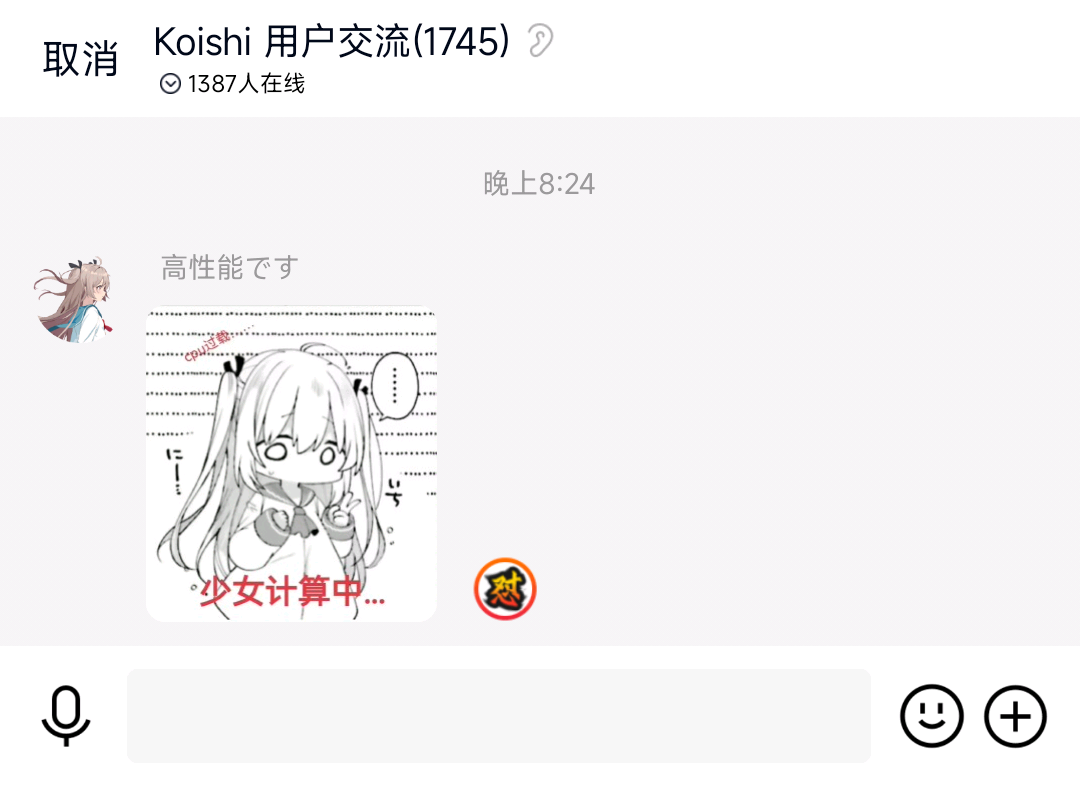 取消
Koishi 用户交流(1745)
1387人在线
晚上8:24
高性能です
cpu过载......
にー
いち
少女计算中...
怼